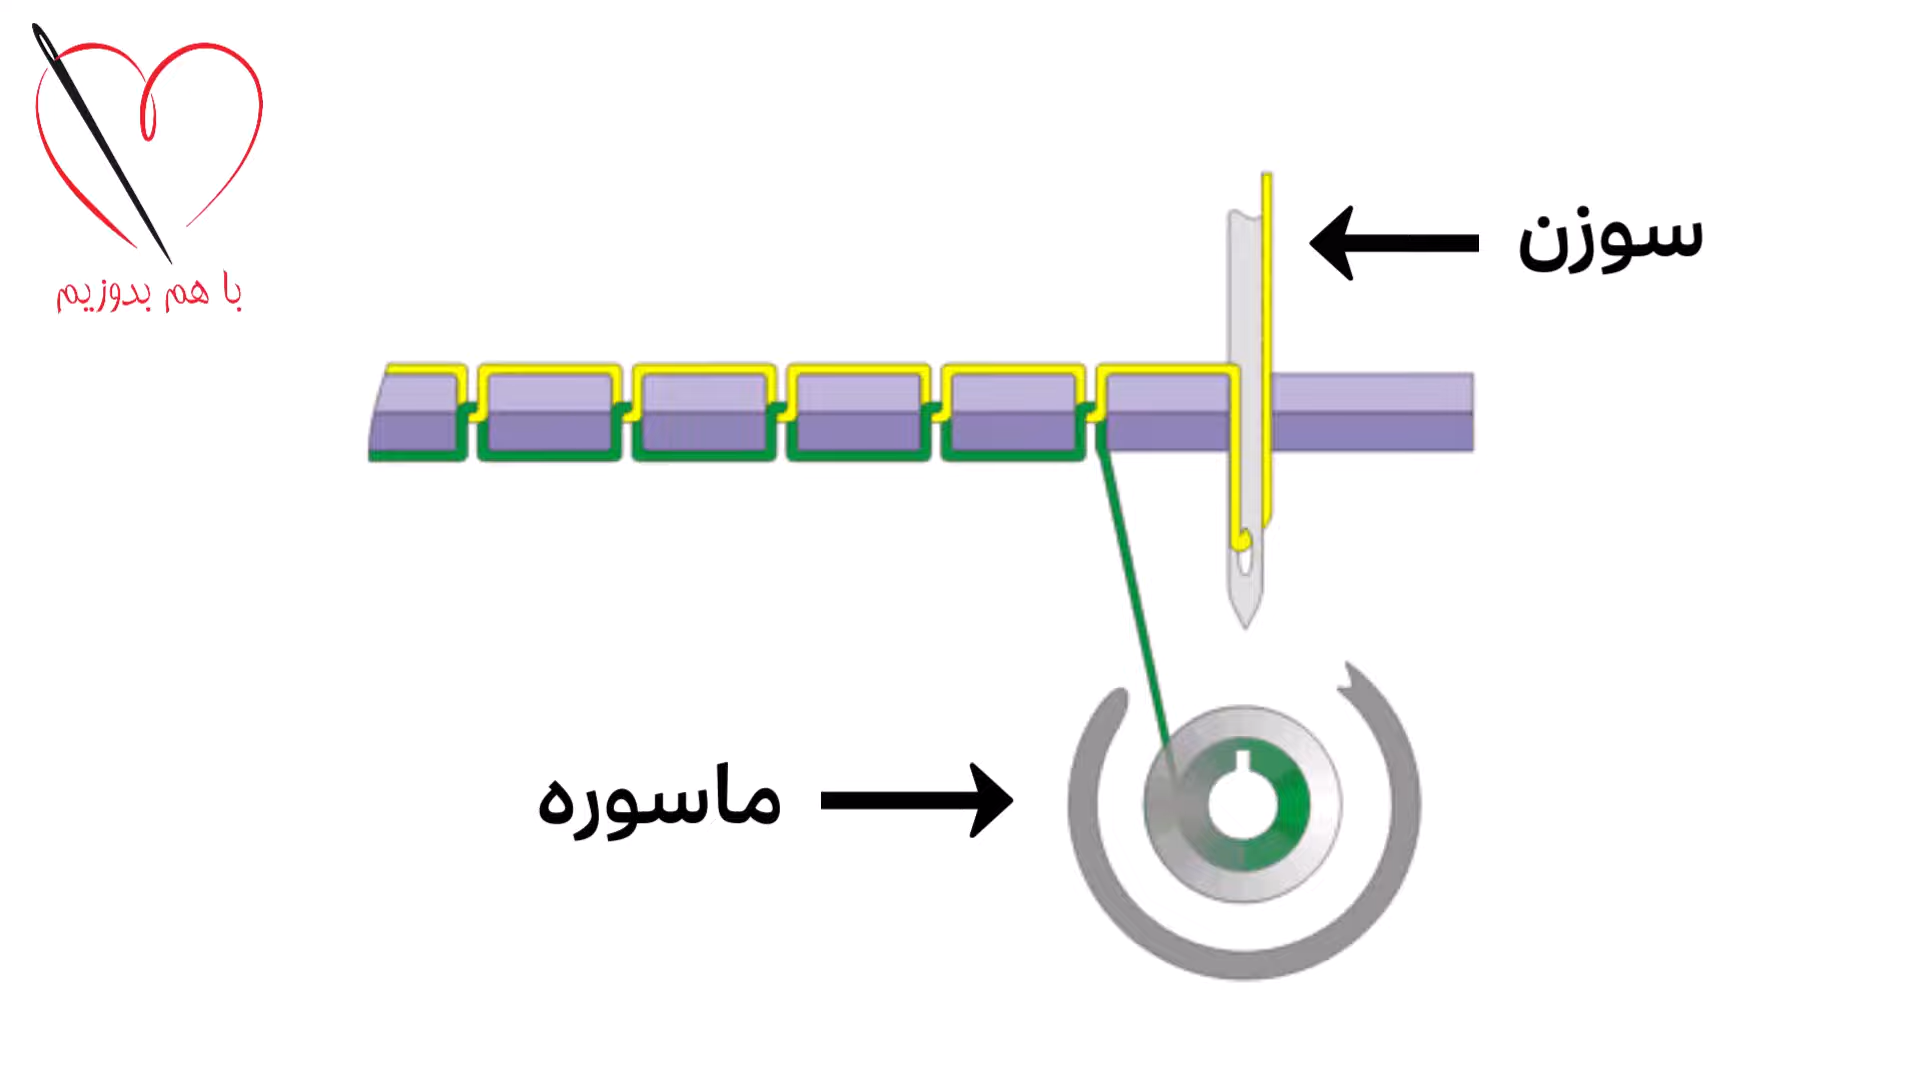 سوزن
با هم بدوزیم
ماسوره